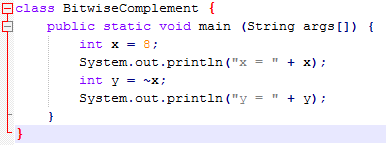 class BitwiseComplement {
public static void main (String args[]) {
int x = 8;
System.out.println("x = " + x);
int y = ~x;
System.out.println("y = " + y);
}
}